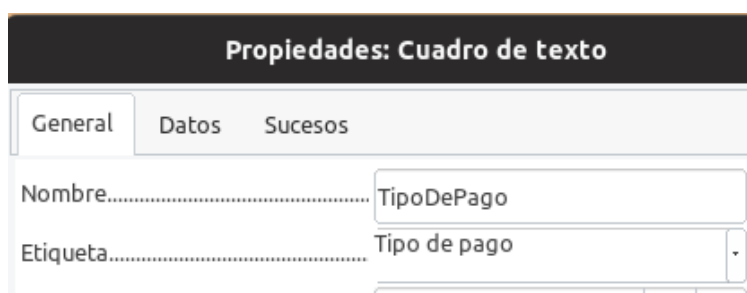 Propiedades: Cuadro de texto
General Datos Sucesos
Nombre................................................. TipoDePago
Etiqueta................................................ Tipo de pago